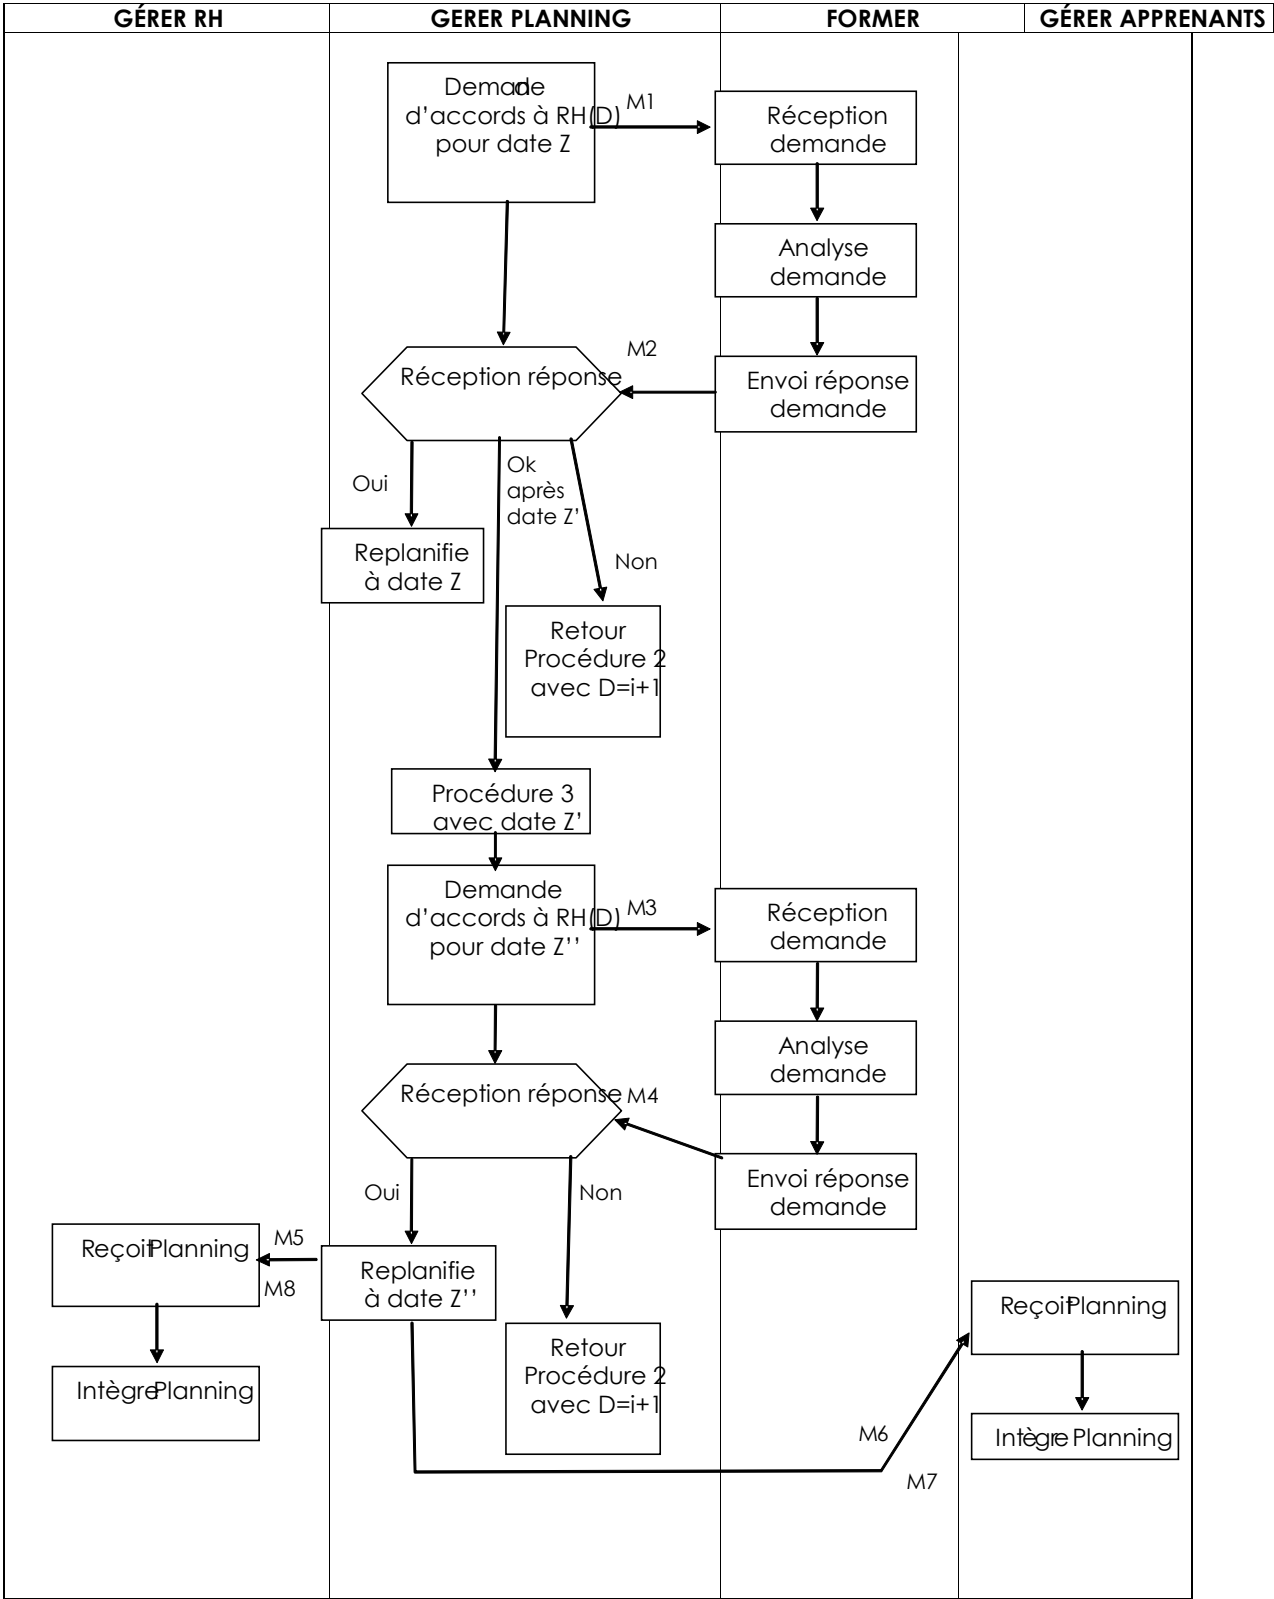 GÉRER RH
GERER PLANNING
FORMER
GÉRER APPRENANTS
Demande
d'accords à RH(D)
pour date Z
M1
Réception
demande
Analyse
demande
M2
Réception réponse
Envoi réponse
demande
Oui
Ok
après
date Z'
Non
Replanifie
à date Z
Retour
Procédure 2
avec D=i+1
Procédure 3
avec date Z'
Demande
d'accords à RH(D)
pour date Z''
M3
Réception
demande
Analyse
demande
Réception réponse
M4
Envoi réponse
demande
Oui
Non
Reçoit Planning
M5
M8
Replanifie
à date Z''
Reçoit Planning
Intègre Planning
Retour
Procédure 2
avec D=i+1
M6
Intègre Planning
M7